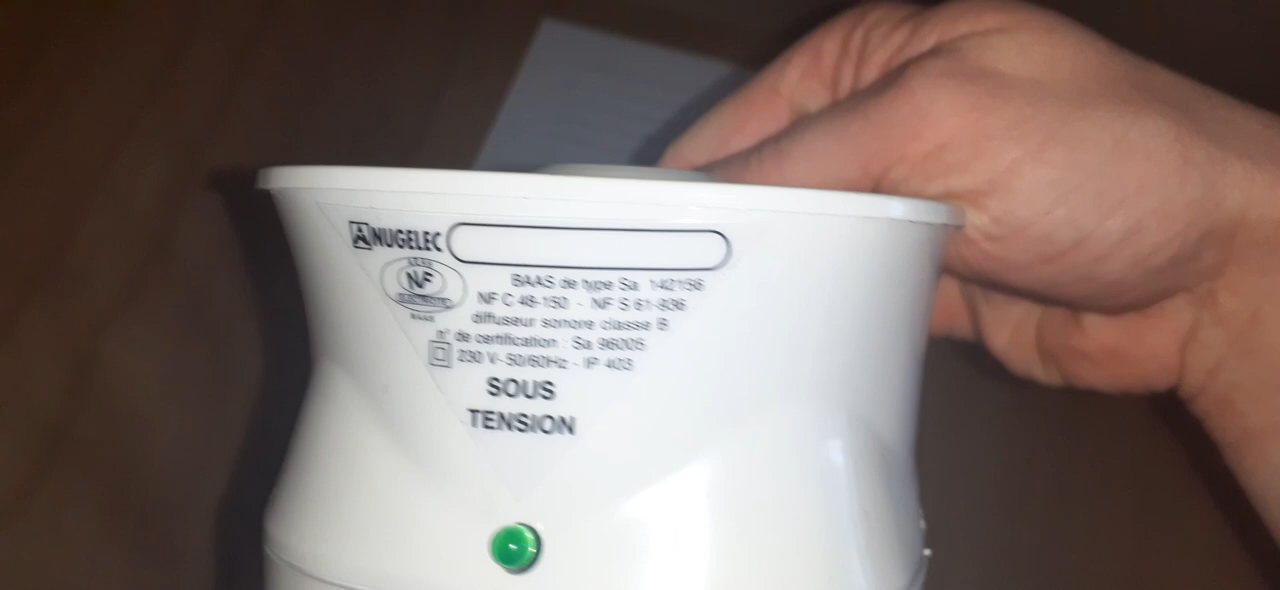 NUGELEC
NF
BAAS de type Sa 142156
NF C 48-150 - NF S 61-936
diffuseur sonore classe B
BAAS
n° de certification : Sa 96005
230 V- 50/60Hz - IP 403
SOUS
TENSION